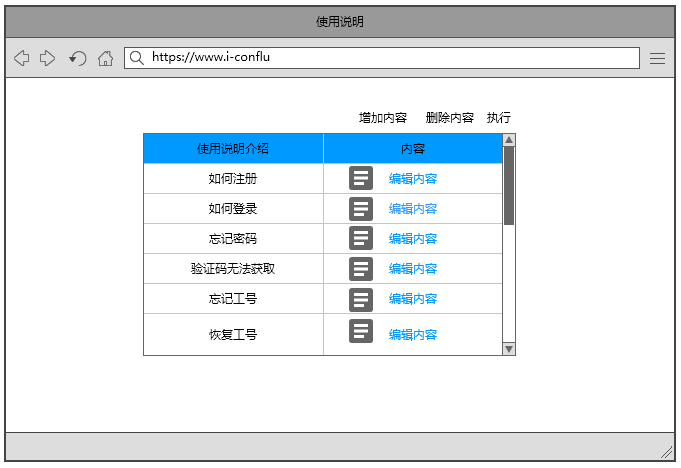 使用说明
https://www.i-conflu
增加内容 删除内容 执行
使用说明介绍 内容
如何注册 编辑内容
如何登录 编辑内容
忘记密码 编辑内容
验证码无法获取 编辑内容
忘记工号 编辑内容
恢复工号 编辑内容